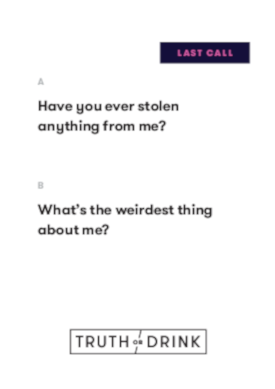 LAST CALL
A
Have you ever stolen
anything from me?
B
What's the weirdest thing
about me?
TRUTH OR DRINK